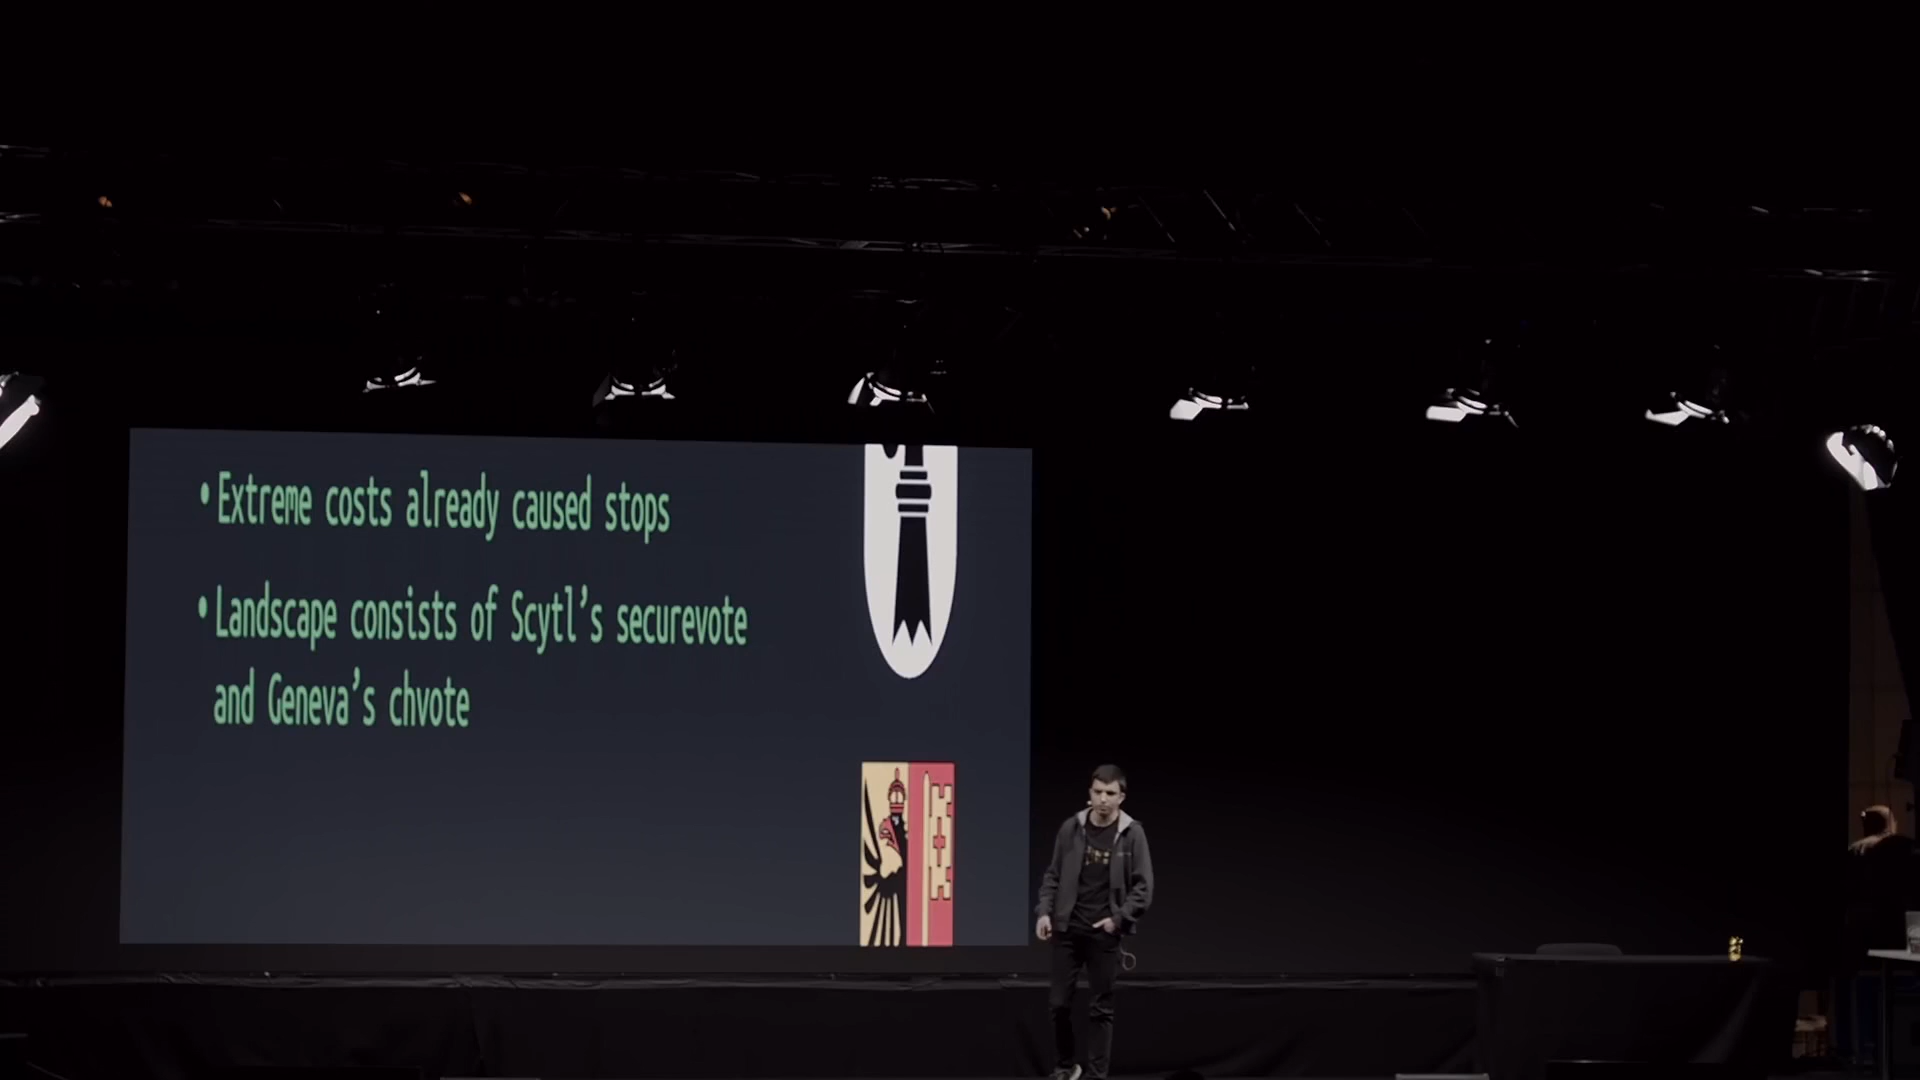 • Extreme costs already caused stops
• Landscape consists of Scytl's securevote
and Geneva's chvote